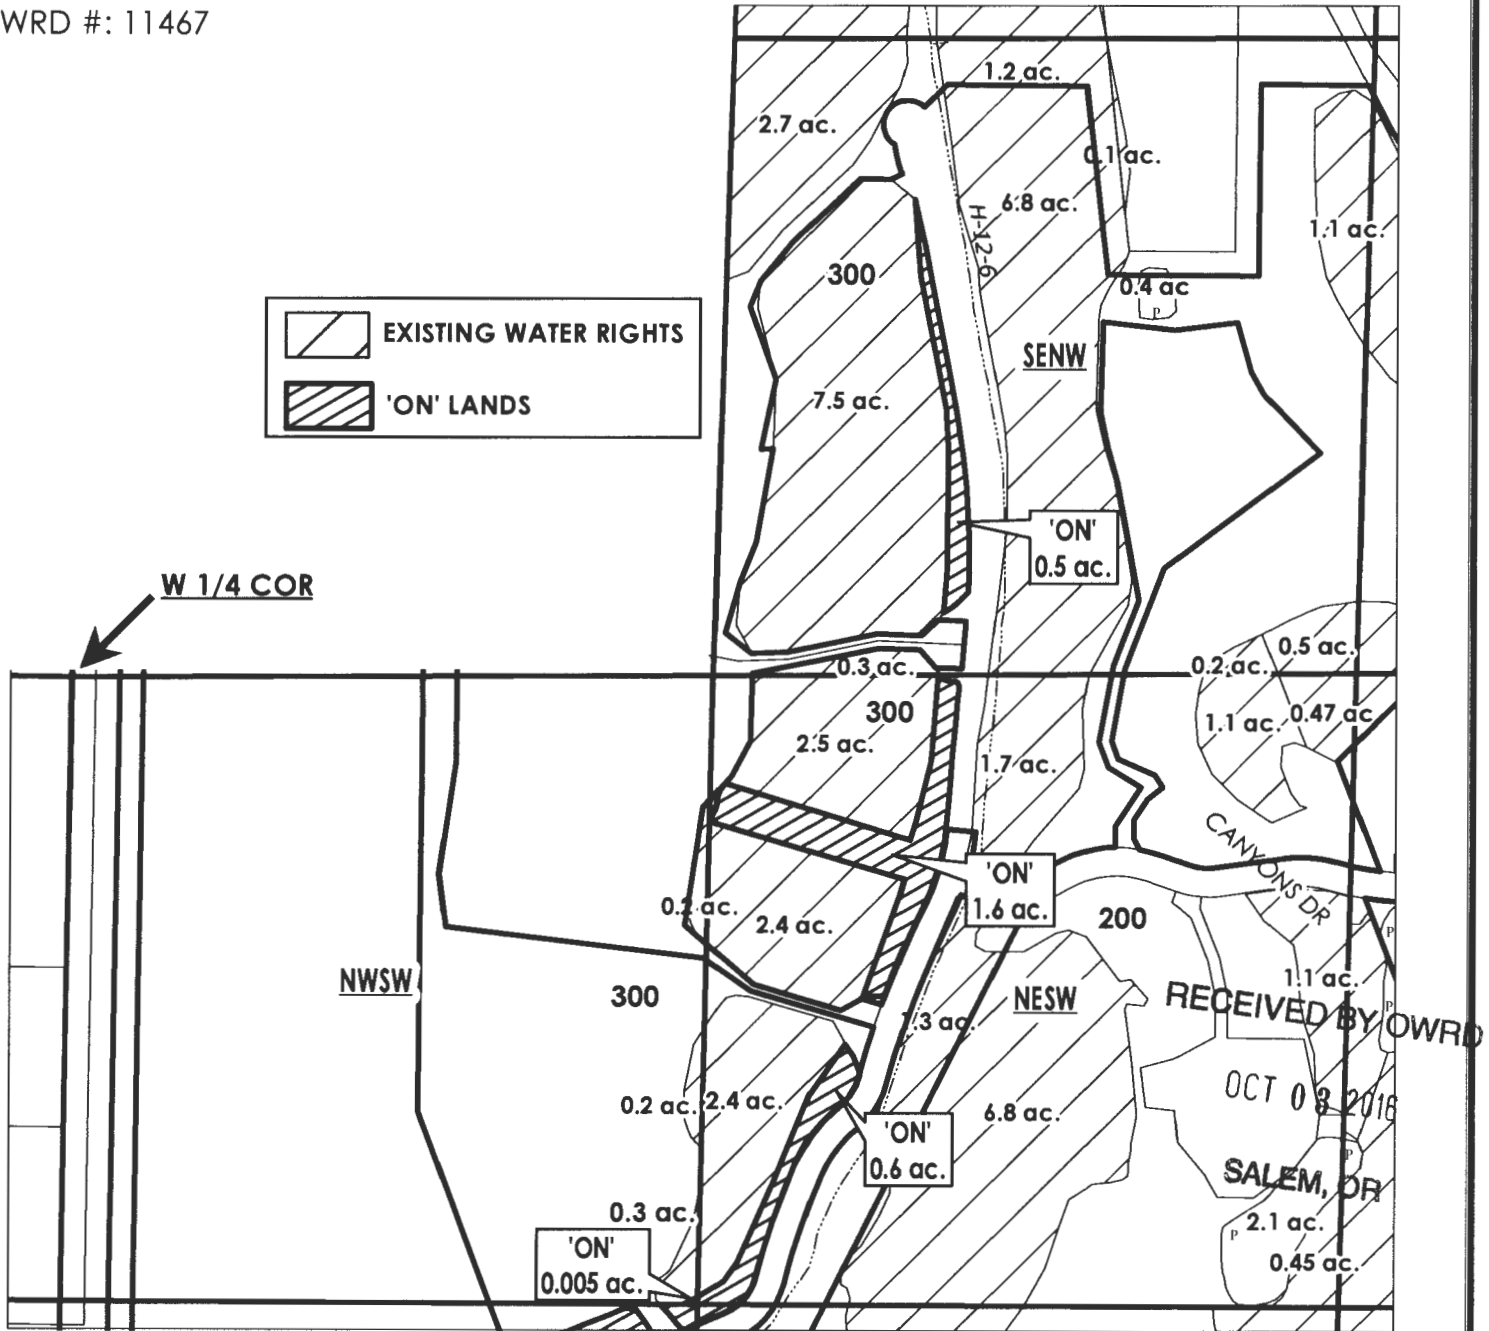 WRD #: 11467
1.2 ac.
2.7 ac.
0.1 ac.
6.8 ac.
H-12-6
1.1 ac.
300
0.4 ac
P
EXISTING WATER RIGHTS
SENW
'ON' LANDS
7.5 ac.
'ON'
0.5 ac.
W 1/4 COR
0.5 ac.
0.3 ac.
0.2 ac.
300
1.1 ac.
0.47 ac
2.5 ac.
1.7 ac.
CANYONS DR
'ON'
1.6 ac.
0.2 ac.
2.4 ac.
200
P
NWSW
300
NESW
1.1 ac.
RECEIVED BY OWRD
P
1.3 ac.
OCT 03 2016
0.2 ac.
2.4 ac.
6.8 ac.
'ON'
0.6 ac.
P
SALEM, OR
0.3 ac.
2.1 ac.
P
'ON'
0.005 ac.
0.45 ac.